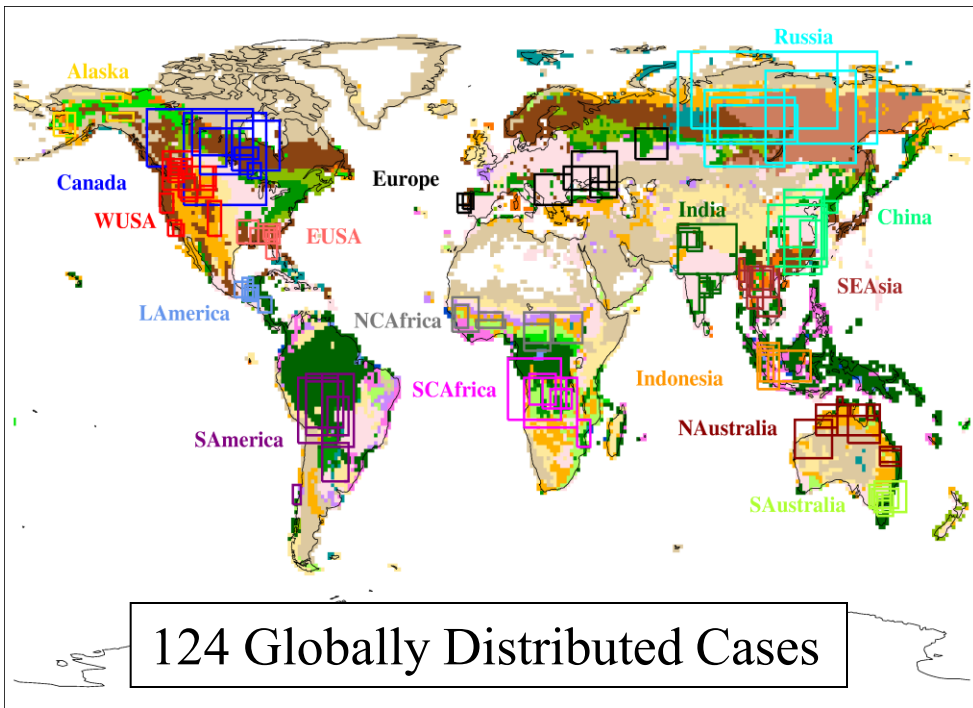 Russia
Alaska
Canada
Europe
WUSA
EUSA
India
China
LAmerica
NCAfrica
SEAsia
SCAfrica
Indonesia
SAmerica
NAustralia
SAustralia
124 Globally Distributed Cases